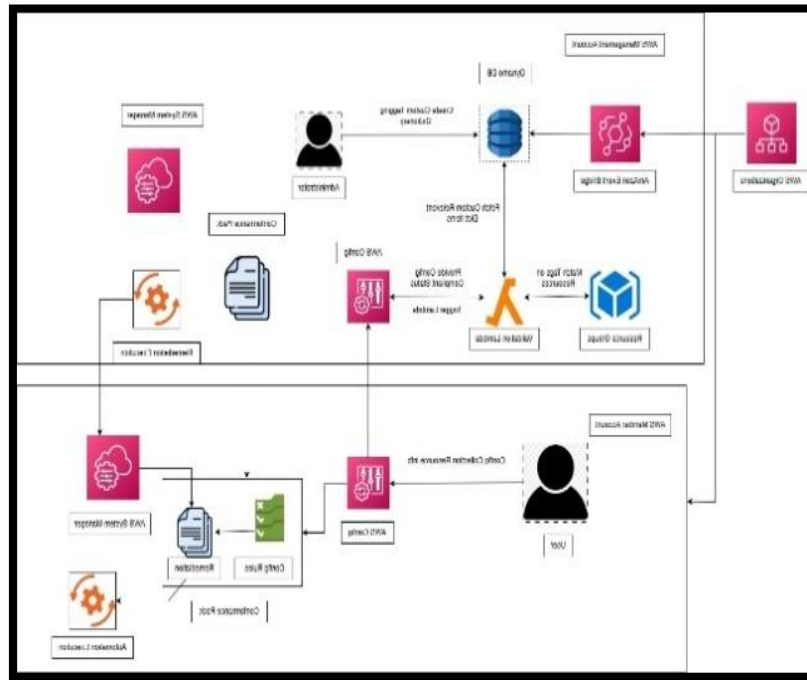 AWS Management Account
Dynamo DB
AWS System Manager
Create Custom Tagging
Dictionary
AWS Organizations
Amazon Event Bridge
Administrator
Fetch Custom Relevant
Dict Items
Conformance Pack
AWS Config
Match Tags on
Resources
Provide Config
Compliant Status
Trigger Lambda
Resource Groups
Validation Lambda
Remediation Execution
AWS Member Account
Config Collection Resource Info
User
AWS Config
AWS System Manager
Config Rules
Remediation
Conformance Pack
Automation Execution